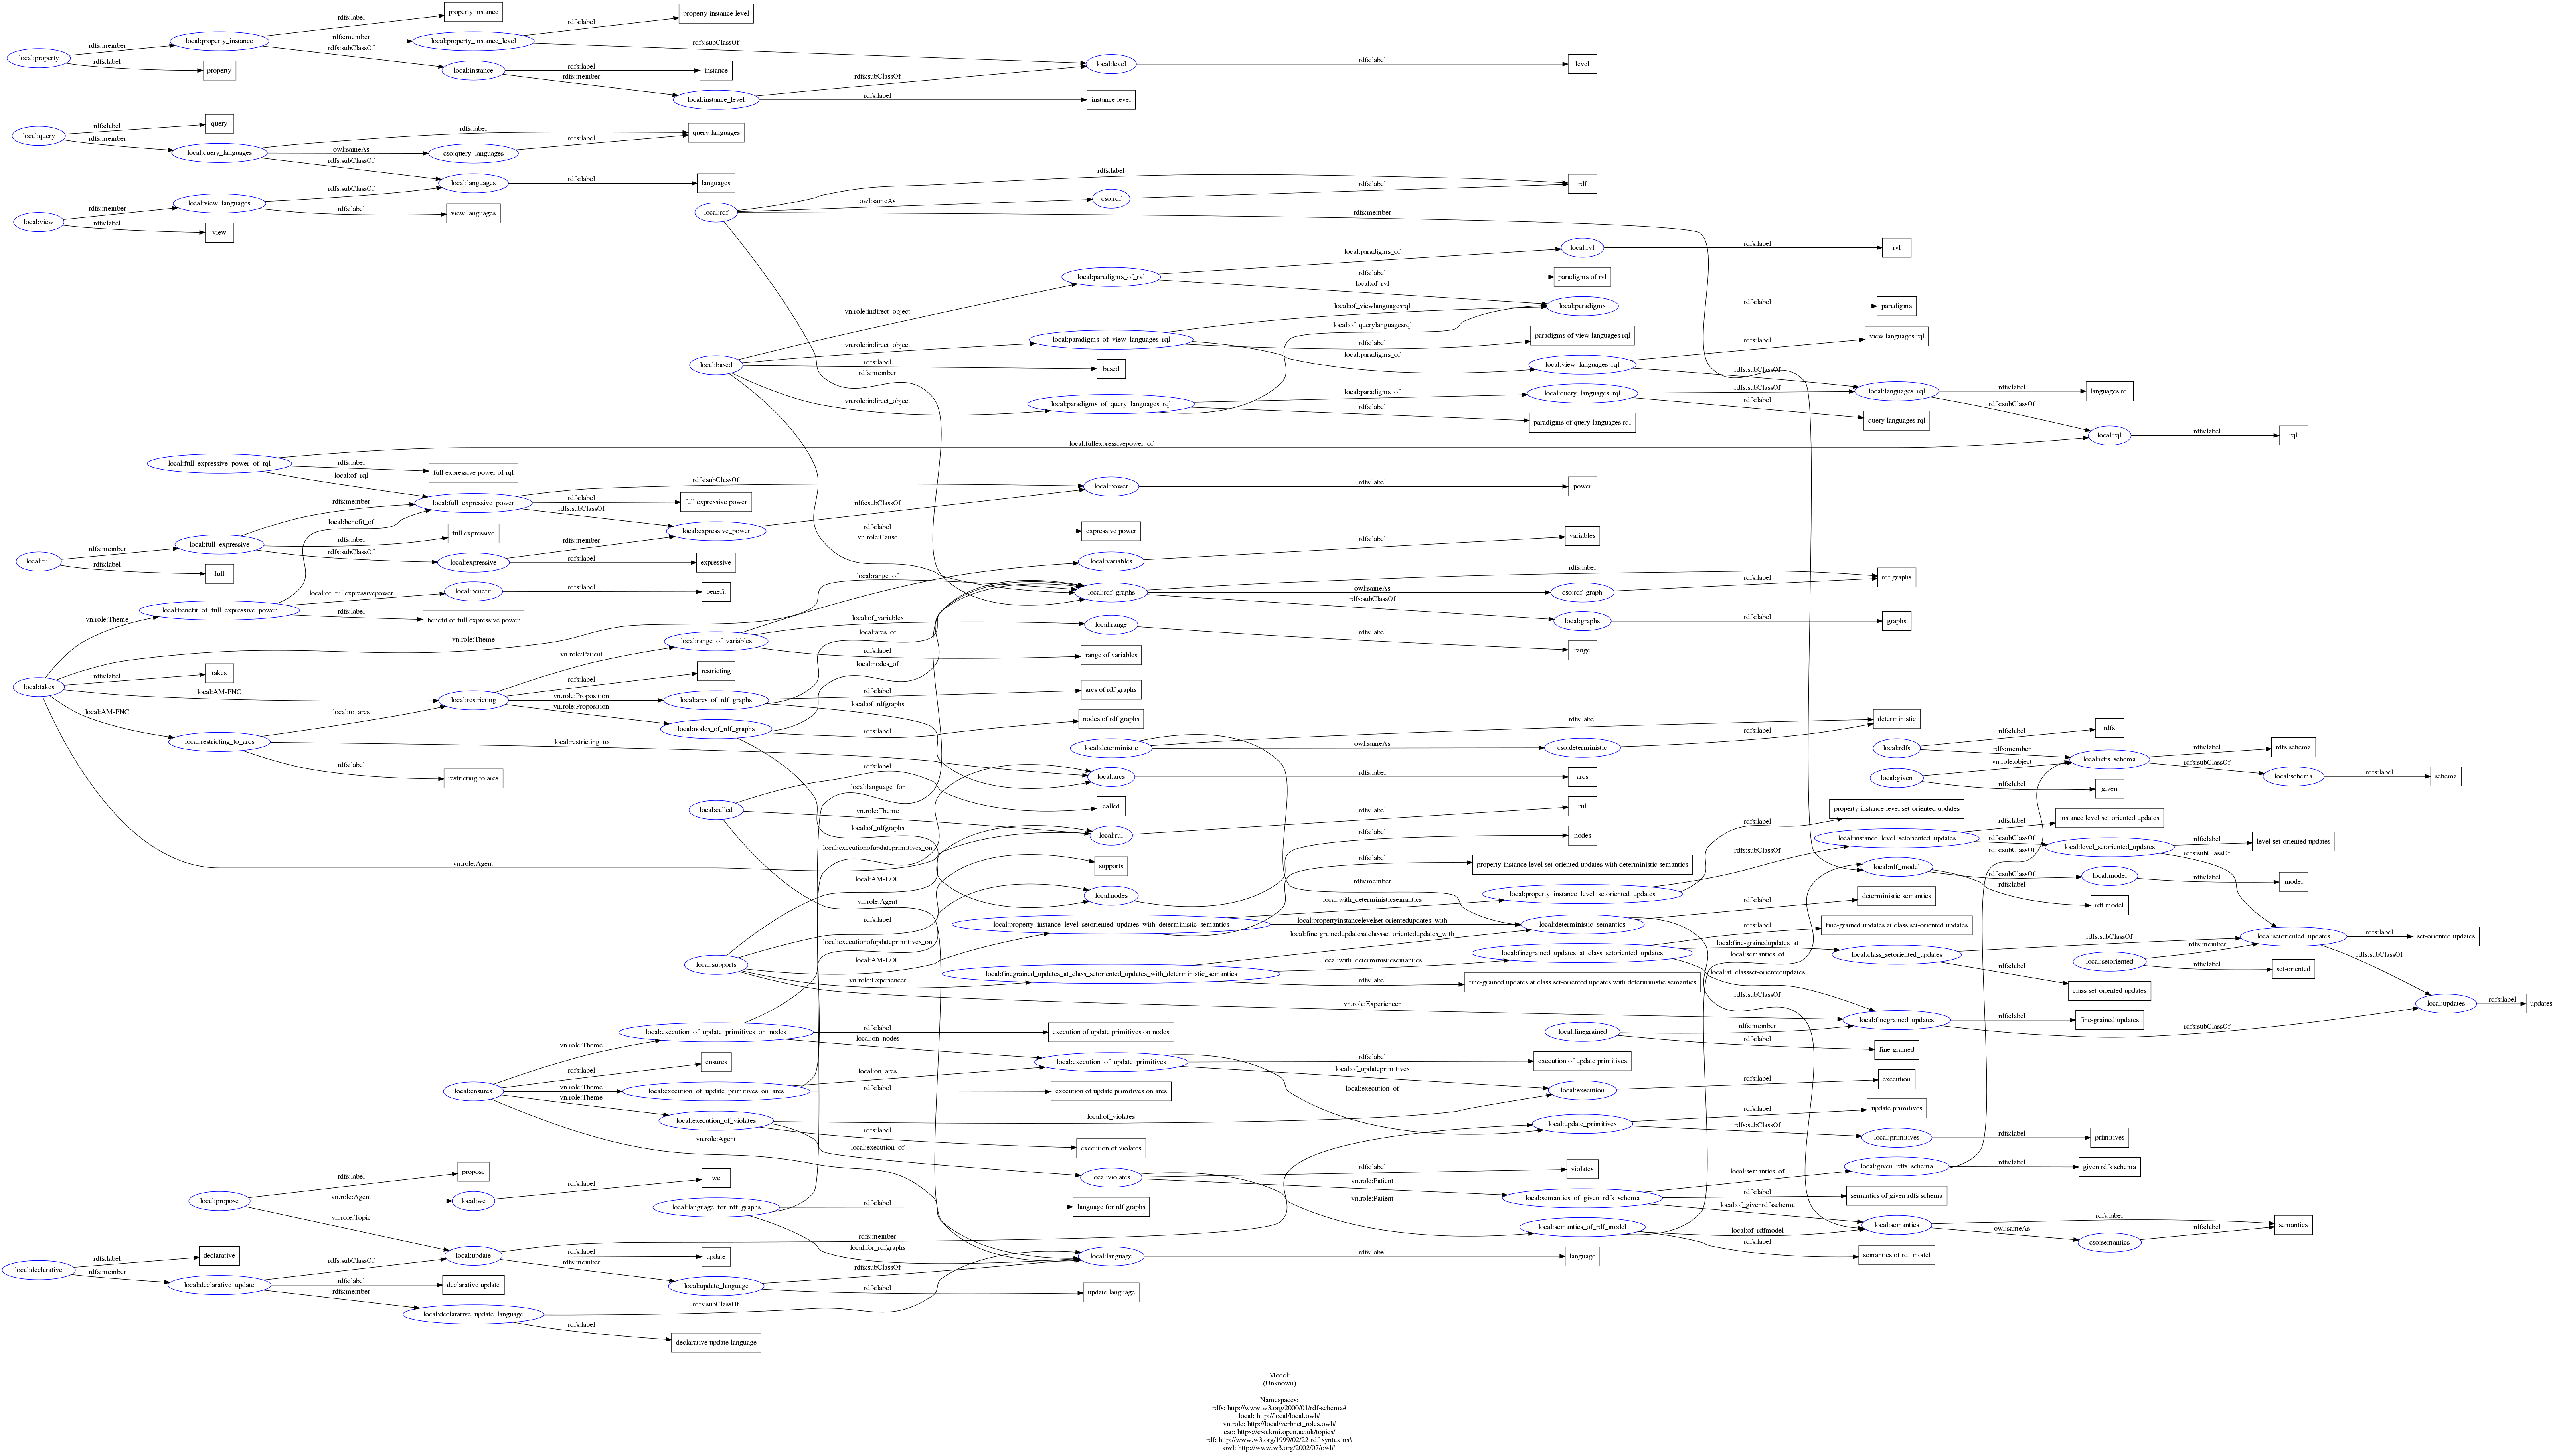 rdfs:label
property instance
property instance level
rdfs:label
rdfs:member
local:property_instance
rdfs:member
local:property_instance_level
rdfs:subClassOf
local:property
rdfs:subClassOf
rdfs:label
property
local:instance
rdfs:label
instance
rdfs:member
rdfs:subClassOf
local:level
rdfs:label
level
local:instance_level
rdfs:label
instance level
local:query
rdfs:label
query
rdfs:member
local:query_languages
rdfs:label
query languages
owl:sameAs
cso:query_languages
rdfs:label
rdfs:subClassOf
local:languages
rdfs:label
languages
local:view
rdfs:member
local:view_languages
rdfs:subClassOf
rdfs:label
view languages
rdfs:label
view
local:rdf
rdfs:label
rdf
owl:sameAs
cso:rdf
rdfs:label
rdfs:member
rdfs:member
local:based
vn.role:indirect_object
local:paradigms_of_rvl
local:paradigms_of
local:rvl
rdfs:label
rvl
rdfs:label
paradigms of rvl
local:of_rvl
local:paradigms
rdfs:label
paradigms
vn.role:indirect_object
local:paradigms_of_view_languages_rql
local:of_viewlanguagesrql
rdfs:label
paradigms of view languages rql
local:paradigms_of
local:view_languages_rql
rdfs:label
view languages rql
rdfs:subClassOf
rdfs:label
based
vn.role:indirect_object
local:paradigms_of_query_languages_rql
local:of_querylanguagesrql
local:paradigms_of
local:query_languages_rql
rdfs:subClassOf
local:languages_rql
rdfs:label
languages rql
rdfs:label
query languages rql
rdfs:label
paradigms of query languages rql
rdfs:subClassOf
local:rql
rdfs:label
rql
vn.role:Cause
local:full_expressive_power_of_rql
local:fullexpressivepower_of
rdfs:label
full expressive power of rql
local:of_rql
local:full_expressive_power
rdfs:subClassOf
local:power
rdfs:label
power
rdfs:label
full expressive power
rdfs:subClassOf
local:expressive_power
rdfs:subClassOf
rdfs:label
expressive power
local:full
rdfs:member
local:full_expressive
rdfs:member
rdfs:label
full expressive
rdfs:subClassOf
local:expressive
rdfs:member
rdfs:label
expressive
rdfs:label
full
local:benefit_of_full_expressive_power
local:benefit_of
local:of_fullexpressivepower
local:benefit
rdfs:label
benefit
rdfs:label
benefit of full expressive power
local:variables
rdfs:label
variables
local:rdf_graphs
rdfs:label
rdf graphs
owl:sameAs
cso:rdf_graph
rdfs:label
rdfs:subClassOf
local:graphs
rdfs:label
graphs
local:takes
vn.role:Theme
vn.role:Theme
rdfs:label
takes
local:AM-PNC
local:restricting
local:AM-PNC
local:restricting_to_arcs
local:to_arcs
local:restricting_to
rdfs:label
restricting to arcs
vn.role:Agent
vn.role:Patient
local:range_of_variables
local:range_of
local:of_variables
local:range
rdfs:label
range
rdfs:label
range of variables
rdfs:label
restricting
vn.role:Proposition
local:arcs_of_rdf_graphs
local:arcs_of
rdfs:label
arcs of rdf graphs
local:of_rdfgraphs
vn.role:Proposition
local:nodes_of_rdf_graphs
local:nodes_of
rdfs:label
nodes of rdf graphs
local:of_rdfgraphs
local:deterministic
rdfs:label
deterministic
owl:sameAs
cso:deterministic
rdfs:label
rdfs:member
local:arcs
rdfs:label
arcs
local:called
rdfs:label
called
vn.role:Theme
local:rul
rdfs:label
rul
vn.role:Agent
local:nodes
rdfs:label
nodes
local:rdfs
rdfs:label
rdfs
rdfs:member
local:rdfs_schema
rdfs:label
rdfs schema
rdfs:subClassOf
local:schema
rdfs:label
schema
local:given
vn.role:object
rdfs:label
given
local:supports
local:AM-LOC
rdfs:label
supports
local:AM-LOC
local:property_instance_level_setoriented_updates_with_deterministic_semantics
rdfs:label
property instance level set-oriented updates with deterministic semantics
local:with_deterministicsemantics
local:property_instance_level_setoriented_updates
rdfs:label
property instance level set-oriented updates
rdfs:subClassOf
local:instance_level_setoriented_updates
rdfs:label
instance level set-oriented updates
rdfs:subClassOf
rdfs:subClassOf
local:level_setoriented_updates
rdfs:label
level set-oriented updates
rdfs:subClassOf
local:rdf_model
rdfs:subClassOf
local:model
rdfs:label
model
rdfs:label
rdf model
local:propertyinstancelevelset-orientedupdates_with
local:deterministic_semantics
rdfs:label
deterministic semantics
rdfs:subClassOf
vn.role:Experiencer
local:finegrained_updates_at_class_setoriented_updates_with_deterministic_semantics
local:fine-grainedupdatesatclassset-orientedupdates_with
local:with_deterministicsemantics
local:finegrained_updates_at_class_setoriented_updates
rdfs:label
fine-grained updates at class set-oriented updates
local:fine-grainedupdates_at
local:class_setoriented_updates
rdfs:subClassOf
local:setoriented_updates
rdfs:label
set-oriented updates
local:semantics_of
local:at_classset-orientedupdates
rdfs:label
class set-oriented updates
local:setoriented
rdfs:member
rdfs:label
set-oriented
rdfs:subClassOf
local:updates
rdfs:label
updates
rdfs:label
fine-grained updates at class set-oriented updates with deterministic semantics
vn.role:Experiencer
local:finegrained_updates
rdfs:label
fine-grained updates
rdfs:subClassOf
local:finegrained
rdfs:member
rdfs:label
fine-grained
local:language_for
local:executionofupdateprimitives_on
local:executionofupdateprimitives_on
local:ensures
vn.role:Theme
local:execution_of_update_primitives_on_nodes
rdfs:label
execution of update primitives on nodes
local:on_nodes
local:execution_of_update_primitives
rdfs:label
execution of update primitives
local:of_updateprimitives
local:execution
rdfs:label
execution
local:execution_of
rdfs:label
ensures
vn.role:Theme
local:execution_of_update_primitives_on_arcs
local:on_arcs
rdfs:label
execution of update primitives on arcs
vn.role:Theme
local:execution_of_violates
local:of_violates
rdfs:label
execution of violates
local:execution_of
vn.role:Agent
local:update_primitives
rdfs:label
update primitives
rdfs:subClassOf
local:primitives
rdfs:label
primitives
local:violates
rdfs:label
violates
vn.role:Patient
local:semantics_of_given_rdfs_schema
local:semantics_of
local:given_rdfs_schema
rdfs:label
given rdfs schema
rdfs:label
semantics of given rdfs schema
local:of_givenrdfsschema
local:semantics
rdfs:label
semantics
owl:sameAs
cso:semantics
rdfs:label
vn.role:Patient
local:semantics_of_rdf_model
local:of_rdfmodel
rdfs:label
semantics of rdf model
local:propose
rdfs:label
propose
vn.role:Agent
local:we
rdfs:label
we
vn.role:Topic
local:language_for_rdf_graphs
rdfs:label
language for rdf graphs
local:for_rdfgraphs
local:update
rdfs:member
rdfs:label
update
rdfs:member
local:update_language
rdfs:subClassOf
local:language
rdfs:label
language
rdfs:label
update language
local:declarative
rdfs:label
declarative
rdfs:member
local:declarative_update
rdfs:subClassOf
rdfs:label
declarative update
rdfs:member
local:declarative_update_language
rdfs:subClassOf
rdfs:label
declarative update language
Model:
(Unknown)
Namespaces:
rdfs: http://www.w3.org/2000/01/rdf-schema#
local: http://local/local.owl#
vn.role: http://local/verbnet_roles.owl#
cso: https://cso.kmi.open.ac.uk/topics/
rdf: http://www.w3.org/1999/02/22-rdf-syntax-ns#
owl: http://www.w3.org/2002/07/owl#